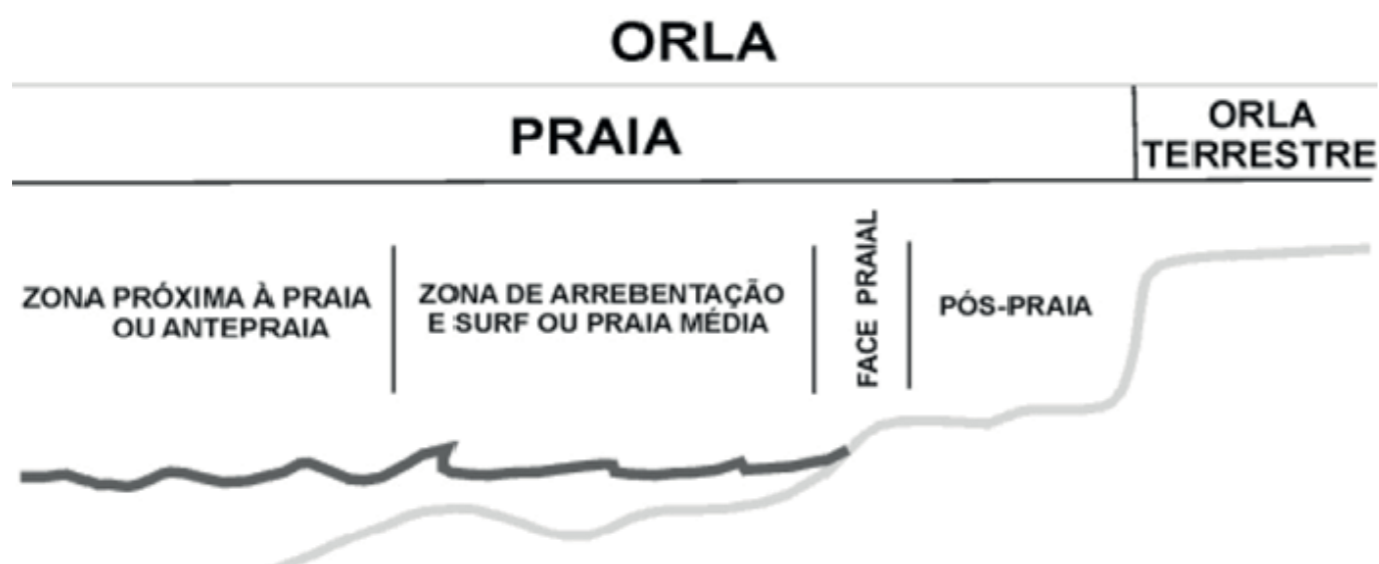 ORLA
PRAIA
ORLA
TERRESTRE
ZONA PRÓXIMA À PRAIA
OU ANTEPRAIA
ZONA DE ARREBENTAÇÃO
E SURF OU PRAIA MÉDIA
FACE PRAIAL
PÓS-PRAIA